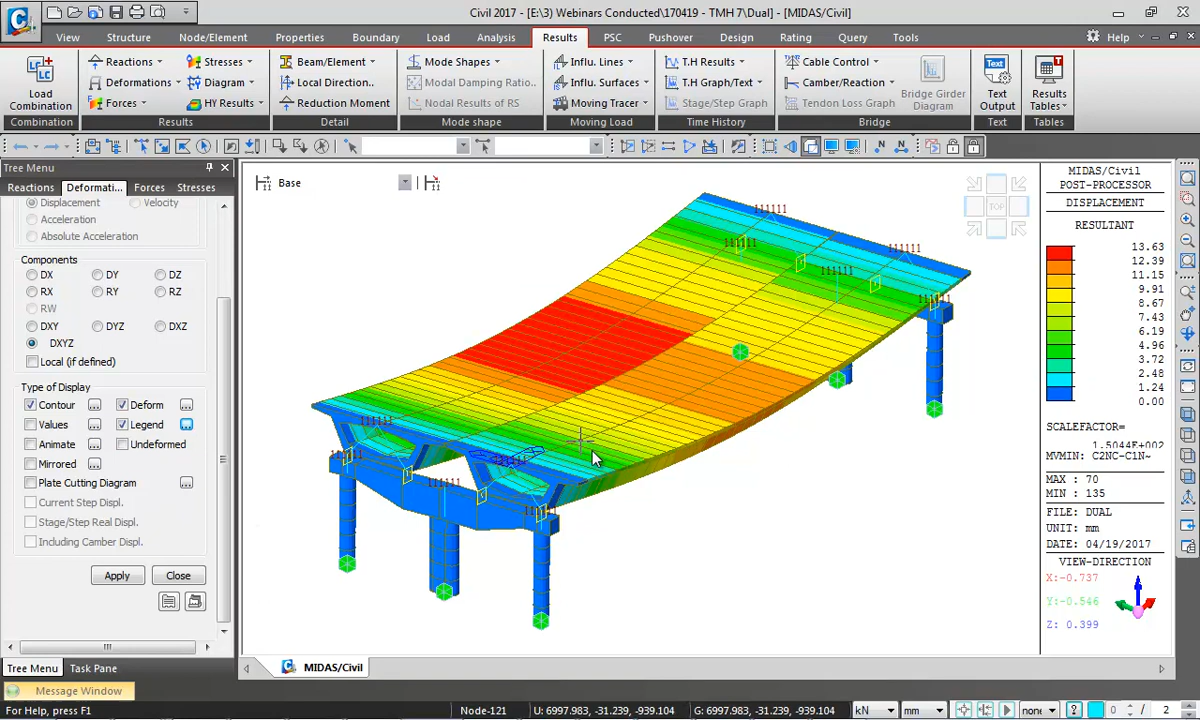 Civil 2017 - [E:\3) Webinars Conducted\170419 - TMH 7\Dual] - [MIDAS/Civil]
View Structure Node/Element Properties Boundary Load Analysis Results PSC Pushover Design Rating Query Tools Help
Load Combination
Combination
Reactions
Deformations
Forces
Stresses
Diagram
HY Results
Results
Beam/Element
Local Direction..
Reduction Moment
Detail
Mode Shapes
Modal Damping Ratio..
Nodal Results of RS
Mode shape
Influ. Lines
Influ. Surfaces
Moving Tracer
Moving Load
T.H Results
T.H Graph/Text
Stage/Step Graph
Time History
Cable Control
Camber/Reaction
Tendon Loss Graph
Bridge Girder Diagram
Bridge
Text Output
Text
Results Tables
Tables
Tree Menu
Reactions Deformati... Forces Stresses
Displacement Velocity
Acceleration
Absolute Acceleration
Components
DX DY DZ
RX RY RZ
RW
DXY DYZ DXZ
DXYZ
Local (if defined)
Type of Display
Contour ... Deform ...
Values ... Legend ...
Animate ... Undeformed
Mirrored ...
Plate Cutting Diagram ...
Current Step Displ.
Stage/Step Real Displ.
Including Camber Displ.
Apply Close
Tree Menu Task Pane
Message Window
For Help, press F1
Base
TOP
111111
111111
111111
111111
111111
111111
111111
111111
111111
MIDAS/Civil
POST-PROCESSOR
DISPLACEMENT
RESULTANT
13.63
12.39
11.15
9.91
8.67
7.43
6.19
4.96
3.72
2.48
1.24
0.00
SCALEFACTOR=
1.5044E+002
MVMIN: C2NC-C1N~
MAX : 70
MIN : 135
FILE: DUAL
UNIT: mm
DATE: 04/19/2017
VIEW-DIRECTION
X:-0.737
Y:-0.546
Z: 0.399
MIDAS/Civil
Node-121 U: 6997.983, -31.239, -939.104 G: 6997.983, -31.239, -939.104 kN mm none ? 0 / 2